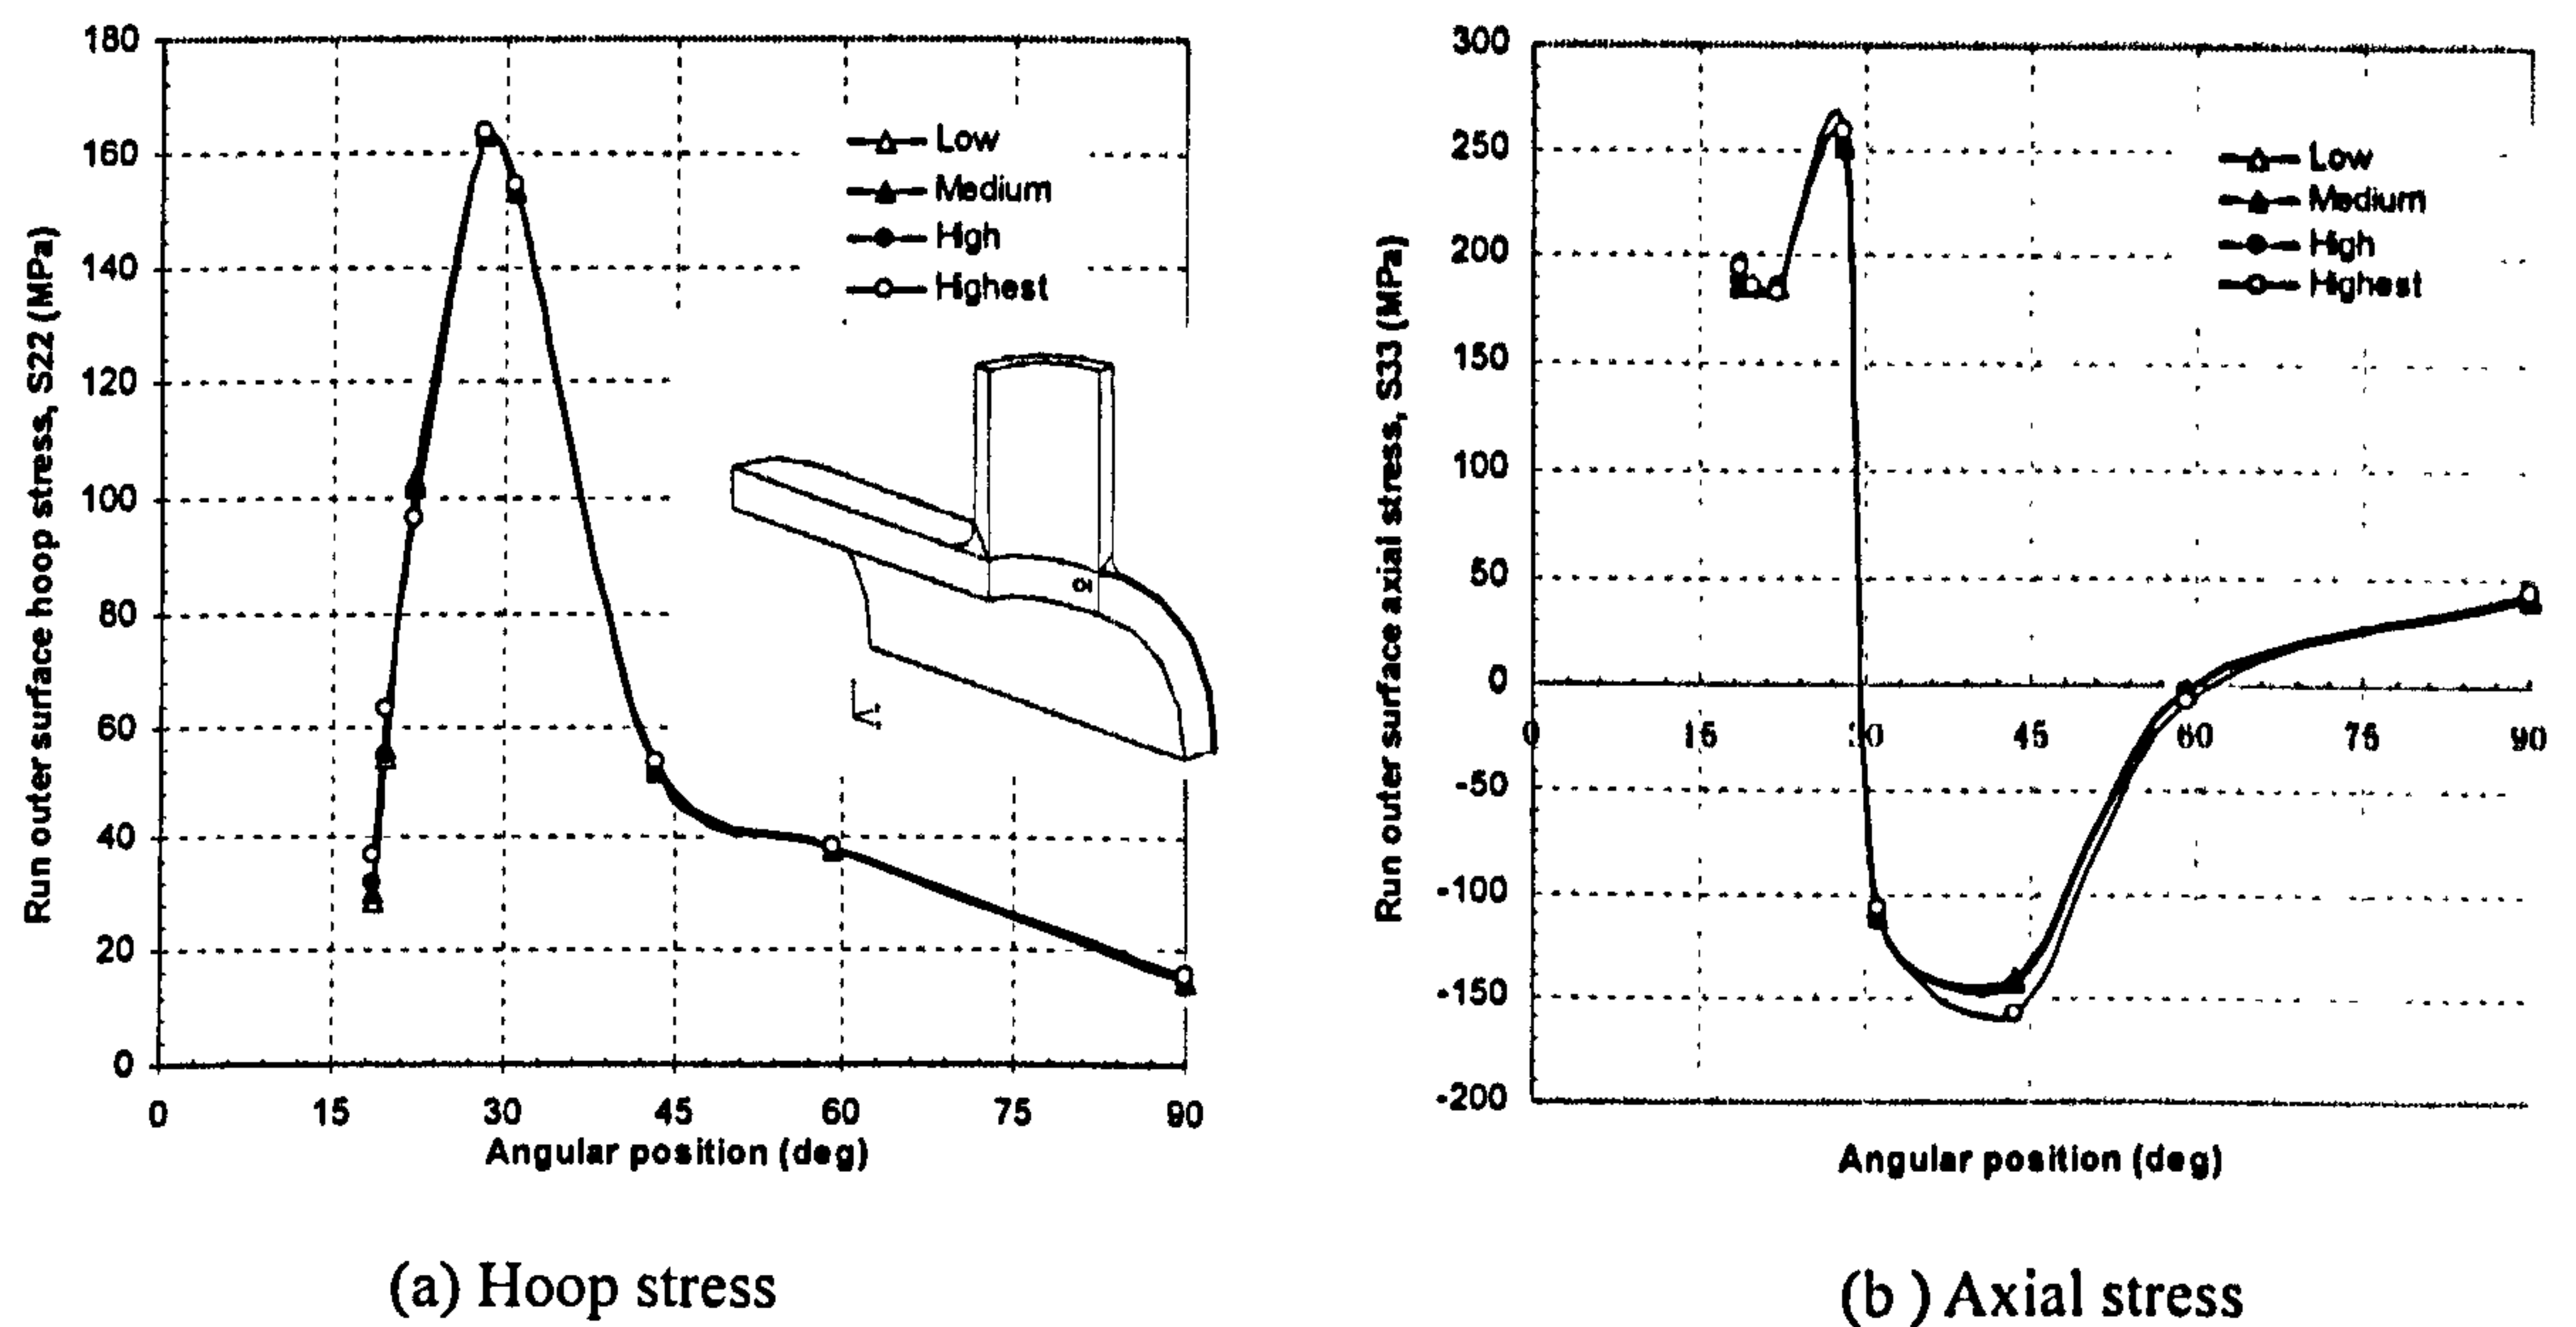 180
160
140
120
100
80
60
40
20
0
0 15 30 45 60 75 90
Run outer surface hoop stress, S22 (MPa)
Angular position (deg)
Low
Medium
High
Highest
(a) Hoop stress
300
250
200
150
100
50
0
-50
-100
-150
-200
0 15 30 45 60 75 90
Run outer surface axial stress, S33 (MPa)
Angular position (deg)
Low
Medium
High
Highest
(b ) Axial stress